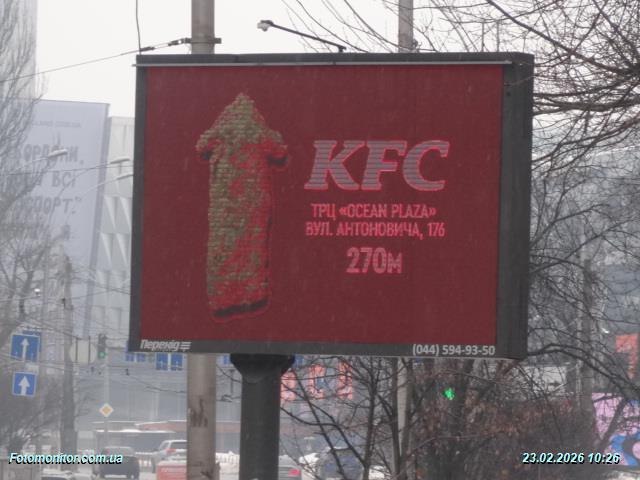 KFC
ТРЦ «OCEAN PLAZA»
ВУЛ. АНТОНОВИЧА, 176
270м
Перехід
(044) 594-93-50
Fotomonitor.com.ua
23.02.2026 10:26